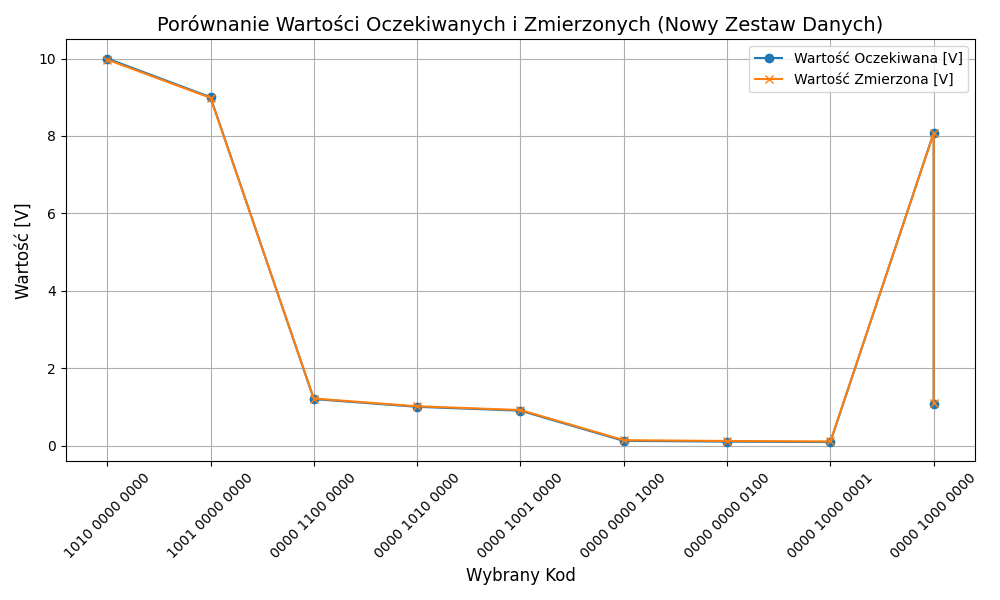 Porównanie Wartości Oczekiwanych i Zmierzonych (Nowy Zestaw Danych)
Wartość Oczekiwana [V]
Wartość Zmierzona [V]
Wartość [V]
10
8
6
4
2
0
1010 0000 0000
1001 0000 0000
0000 1100 0000
0000 1010 0000
0000 1001 0000
0000 0000 1000
0000 0000 0100
0000 1000 0001
0000 1000 0000
Wybrany Kod